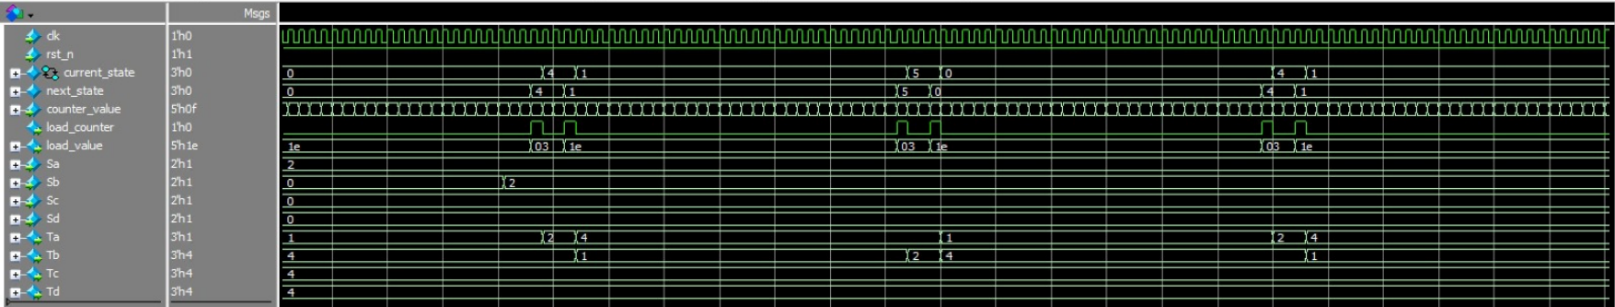 Msgs
clk 1'h0
rst_n 1'h1
current_state 3'h0 0 4 1 5 0 4 1
next_state 3'h0 0 4 1 5 0 4 1
counter_value 5'h0f
load_counter 1'h0
load_value 5'h1e 1e 03 1e 03 1e 03 1e
Sa 2'h1 2
Sb 2'h1 0 2
Sc 2'h1 0
Sd 2'h1 0
Ta 3'h1 1 2 4 1 2 4
Tb 3'h4 4 1 2 4 1
Tc 3'h4 4
Td 3'h4 4